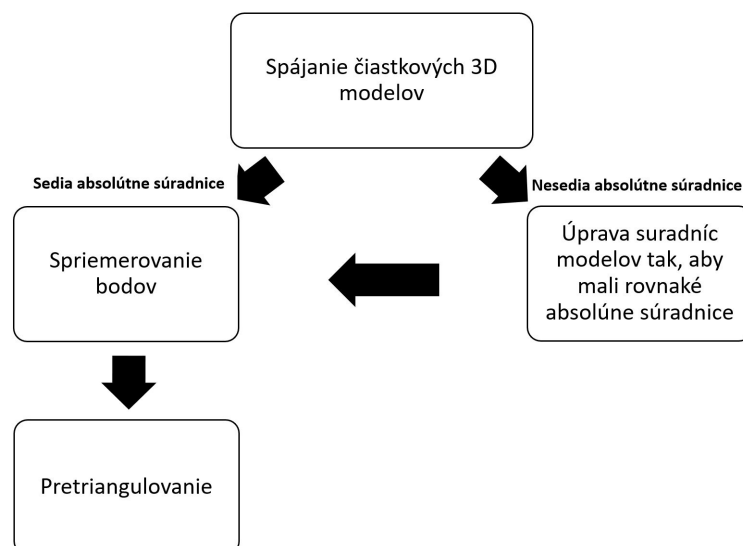 Spájanie čiastkových 3D
modelov
Sedia absolútne súradnice
Nesedia absolútne súradnice
Spriemerovanie
bodov
Úprava suradníc
modelov tak, aby
mali rovnaké
absolúne súradnice
Pretriangulovanie